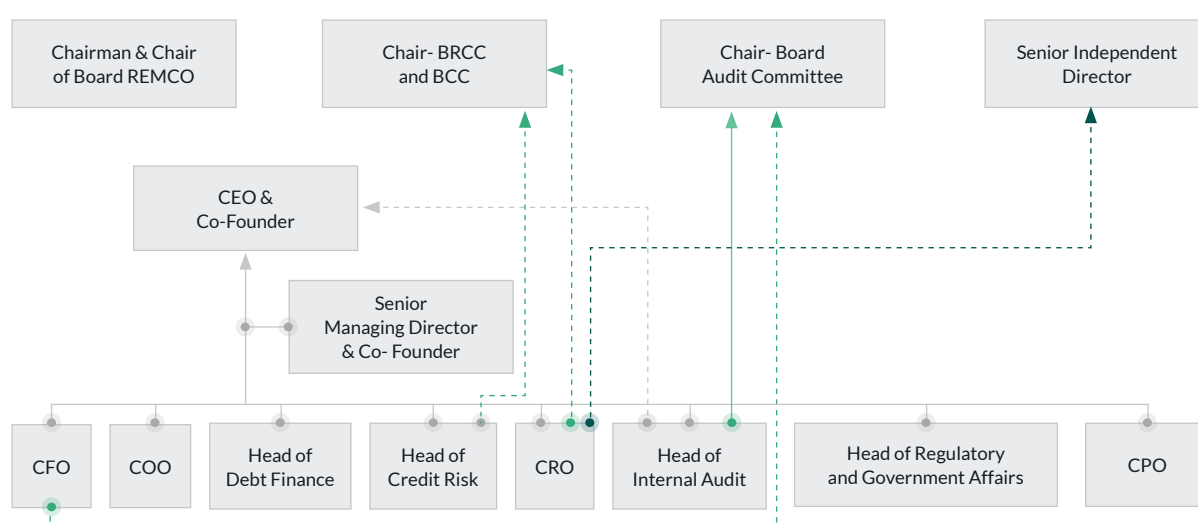 Chairman & Chair
of Board REMCO
Chair- BRCC
and BCC
Chair- Board
Audit Committee
Senior Independent
Director
CEO &
Co-Founder
Senior
Managing Director
& Co- Founder
CFO
COO
Head of
Debt Finance
Head of
Credit Risk
CRO
Head of
Internal Audit
Head of Regulatory
and Government Affairs
CPO